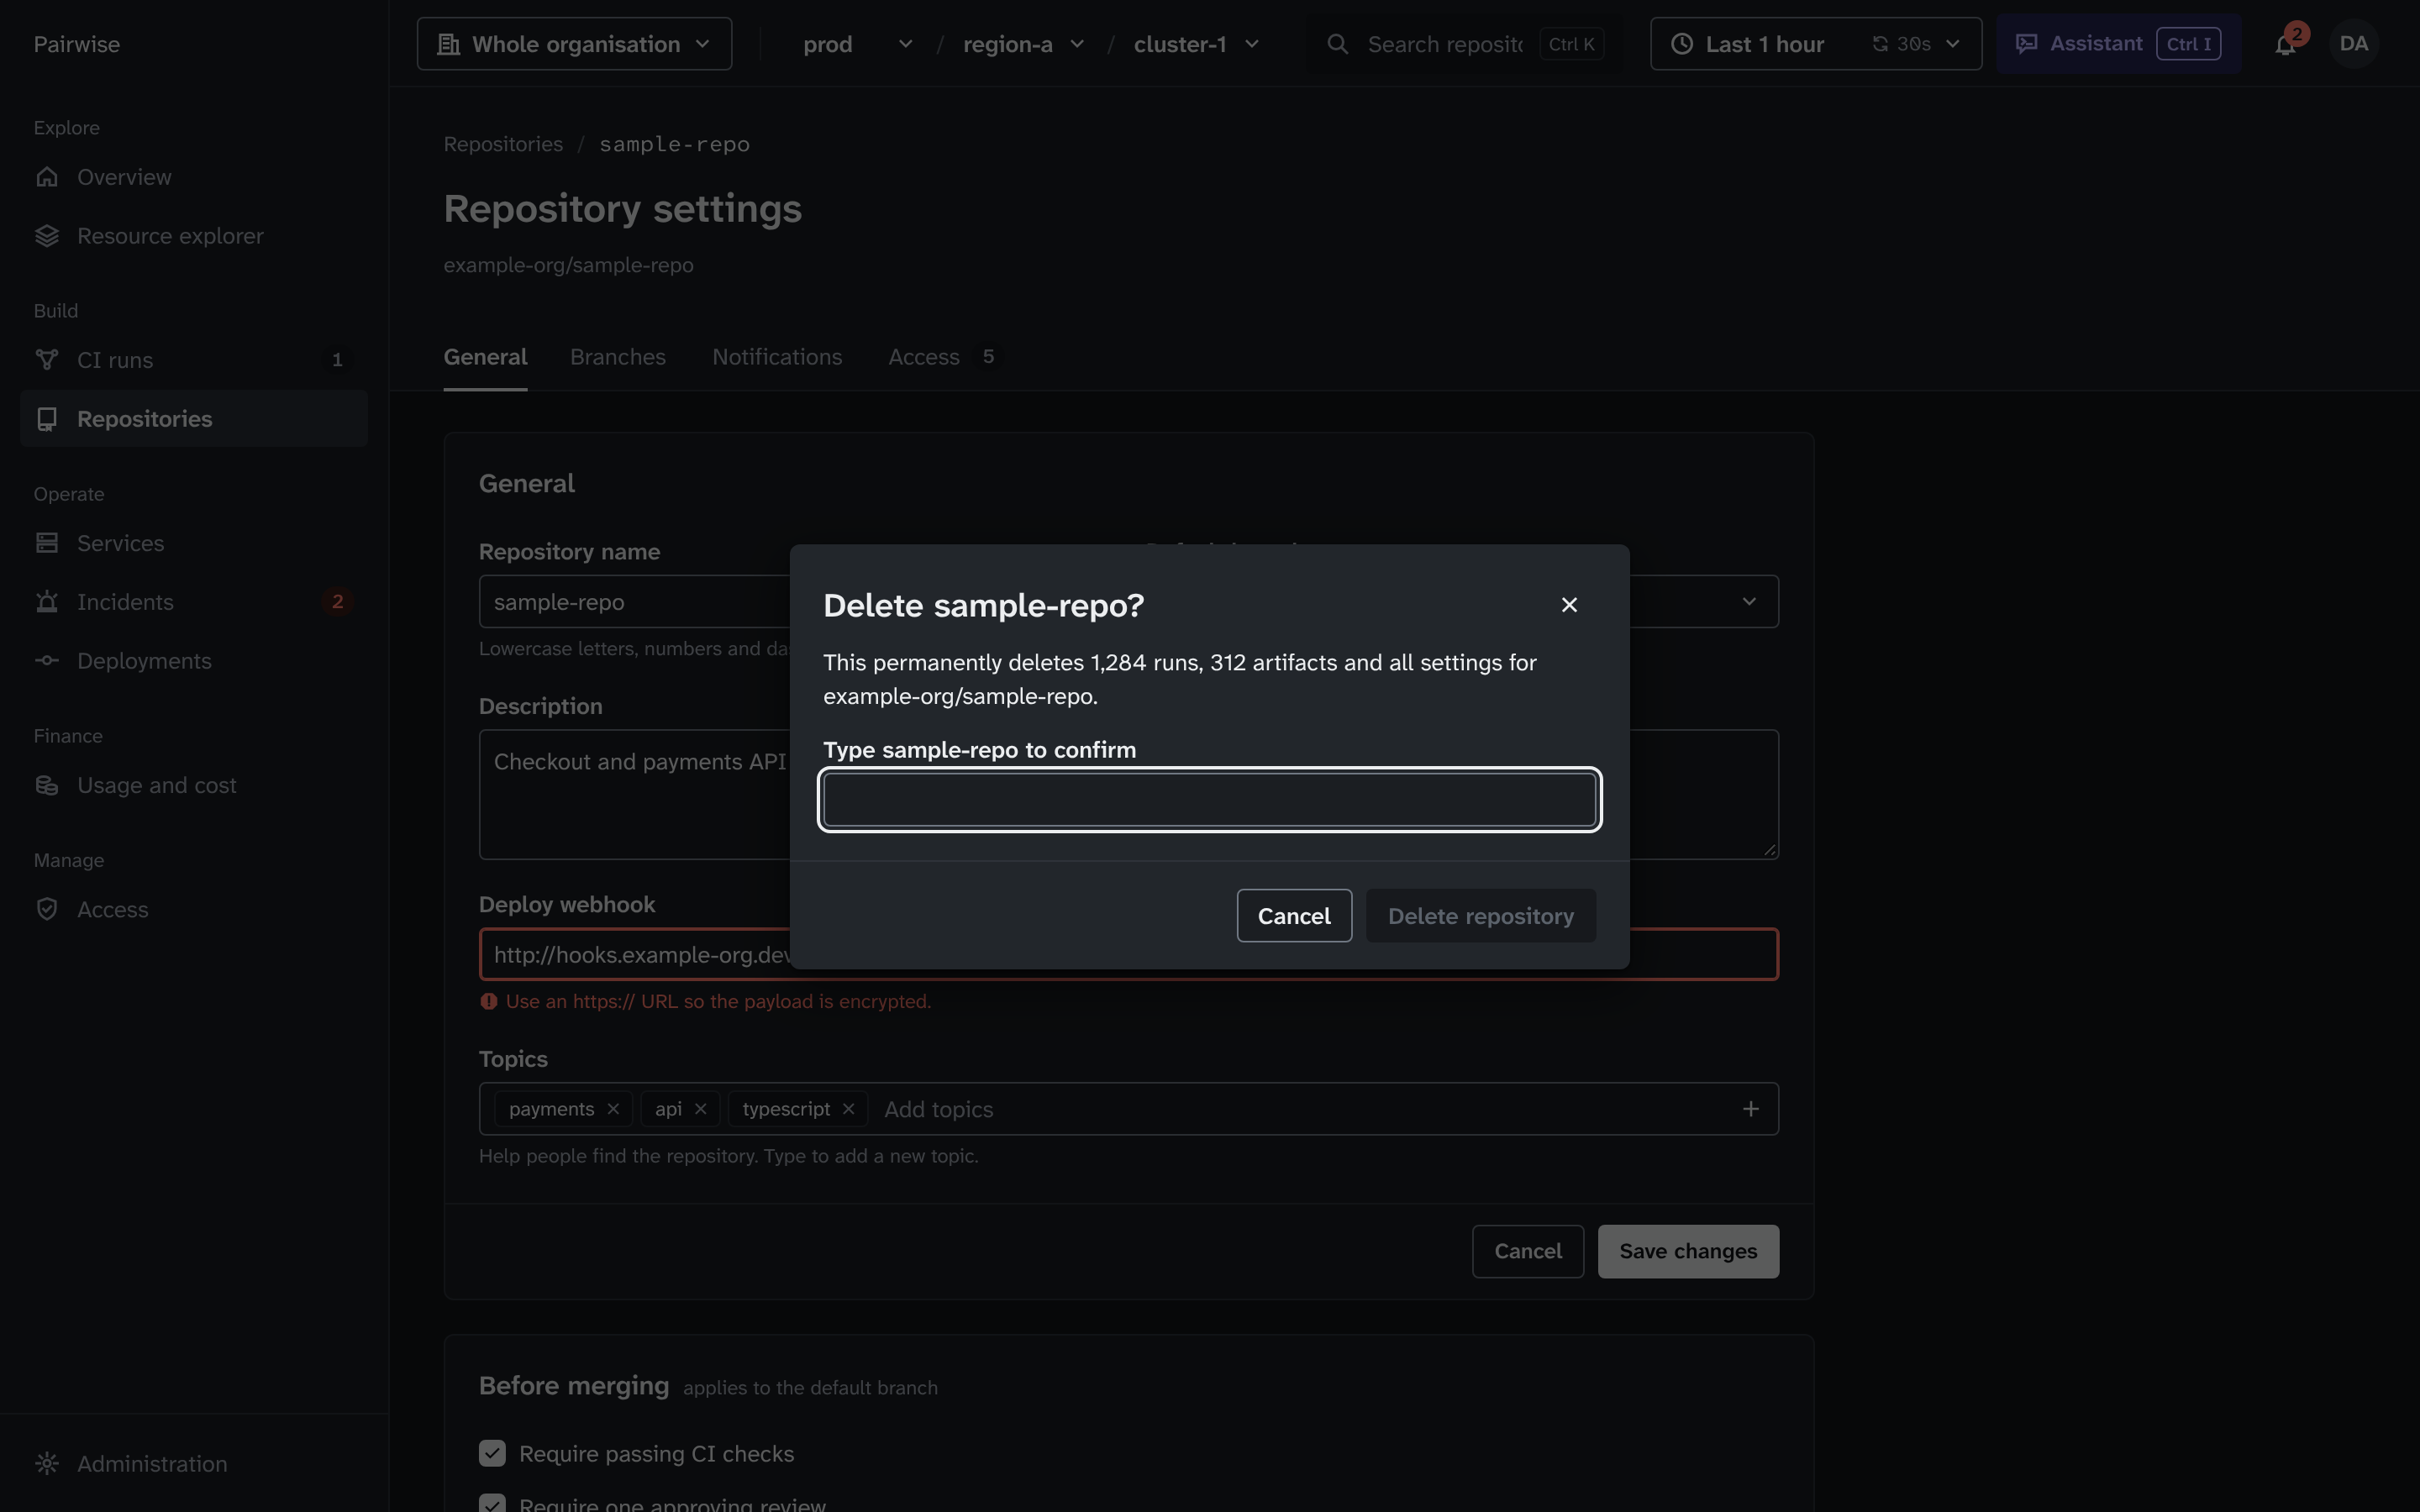 Pairwise
Whole organisation
prod / region-a / cluster-1
Ctrl K
Last 1 hour
30s
Assistant Ctrl I
2
DA
Explore
Overview
Resource explorer
Build
CI runs 1
Repositories
Operate
Services
Incidents 2
Deployments
Finance
Usage and cost
Manage
Access
Administration
Repositories / sample-repo
Repository settings
example-org/sample-repo
General Branches Notifications Access 5
General
Repository name
sample-repo
Lowercase letters, numbers and
Description
Checkout and payments API
Deploy webhook
http://hooks.example-org.dev
Use an https:// URL so the payload is encrypted.
Topics
payments api typescript Add topics
Help people find the repository. Type to add a new topic.
Cancel Save changes
Before merging applies to the default branch
Require passing CI checks
Require one approving review
Delete sample-repo?
This permanently deletes 1,284 runs, 312 artifacts and all settings for
example-org/sample-repo.
Type sample-repo to confirm
Cancel Delete repository